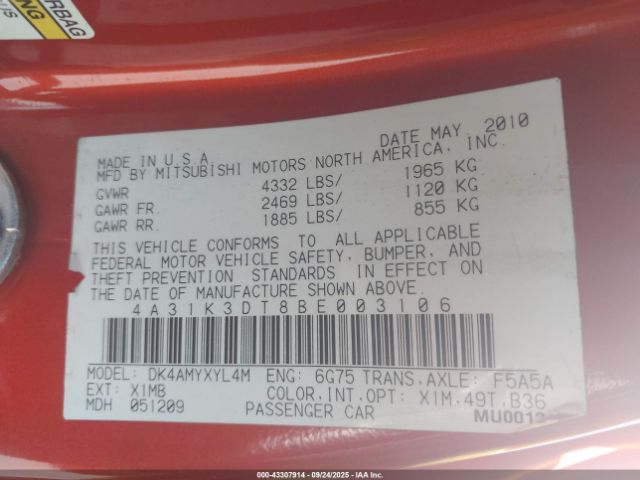 AIRBAG
NING
MADE IN U.S.A. DATE MAY 2010
MFD BY MITSUBISHI MOTORS NORTH AMERICA, INC.
GVWR 4332 LBS/ 1965 KG
GAWR FR. 2469 LBS/ 1120 KG
GAWR RR. 1885 LBS/ 855 KG
THIS VEHICLE CONFORMS TO ALL APPLICABLE
FEDERAL MOTOR VEHICLE SAFETY, BUMPER, AND
THEFT PREVENTION STANDARDS IN EFFECT ON
THE DATE OF MANUFACTURE SHOWN ABOVE.
4A31K3DT8BE003106
MODEL: DK4AMYXYL4M ENG: 6G75 TRANS.AXLE: F5A5A
EXT: X1MB COLOR.INT.OPT: X1M.49T.B36
MDH 051209 PASSENGER CAR MU0012
000-43307914 - 09/24/2025 - IAAI.COM